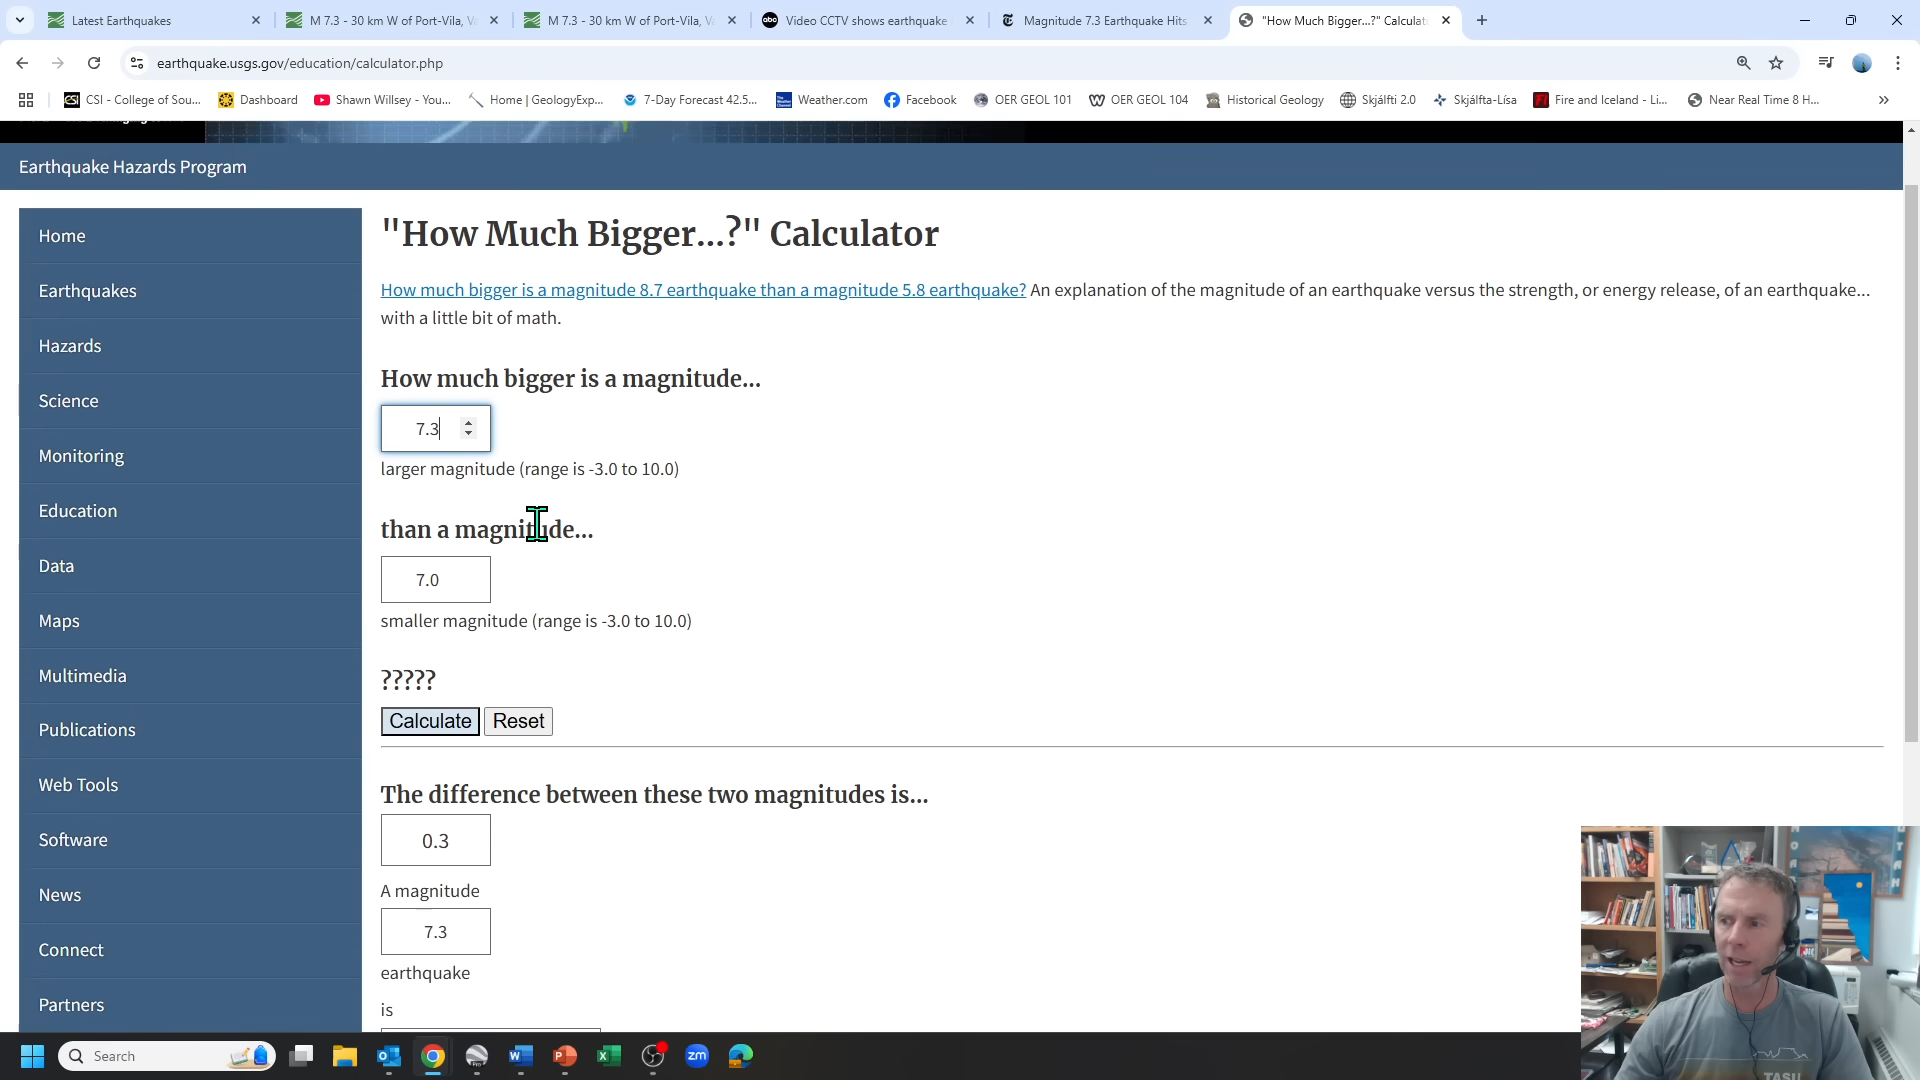 Latest Earthquakes
M 7.3 - 30 km W of Port-Vila, Va
M 7.3 - 30 km W of Port-Vila, Va
Video CCTV shows earthquake
Magnitude 7.3 Earthquake Hits
"How Much Bigger...?" Calculat
earthquake.usgs.gov/education/calculator.php
CSI - College of Sou...
Dashboard
Shawn Willsey - You...
Home | GeologyExp...
7-Day Forecast 42.5...
Weather.com
Facebook
OER GEOL 101
OER GEOL 104
Historical Geology
Skjálfti 2.0
Skjálfta-Lísa
Fire and Iceland - Li...
Near Real Time 8 H...
Earthquake Hazards Program
Home
Earthquakes
Hazards
Science
Monitoring
Education
Data
Maps
Multimedia
Publications
Web Tools
Software
News
Connect
Partners
"How Much Bigger...?" Calculator
How much bigger is a magnitude 8.7 earthquake than a magnitude 5.8 earthquake? An explanation of the magnitude of an earthquake versus the strength, or energy release, of an earthquake...
with a little bit of math.
How much bigger is a magnitude...
7.3
larger magnitude (range is -3.0 to 10.0)
than a magnitude...
7.0
smaller magnitude (range is -3.0 to 10.0)
?????
Calculate Reset
The difference between these two magnitudes is...
0.3
A magnitude
7.3
earthquake
is
Search
zm